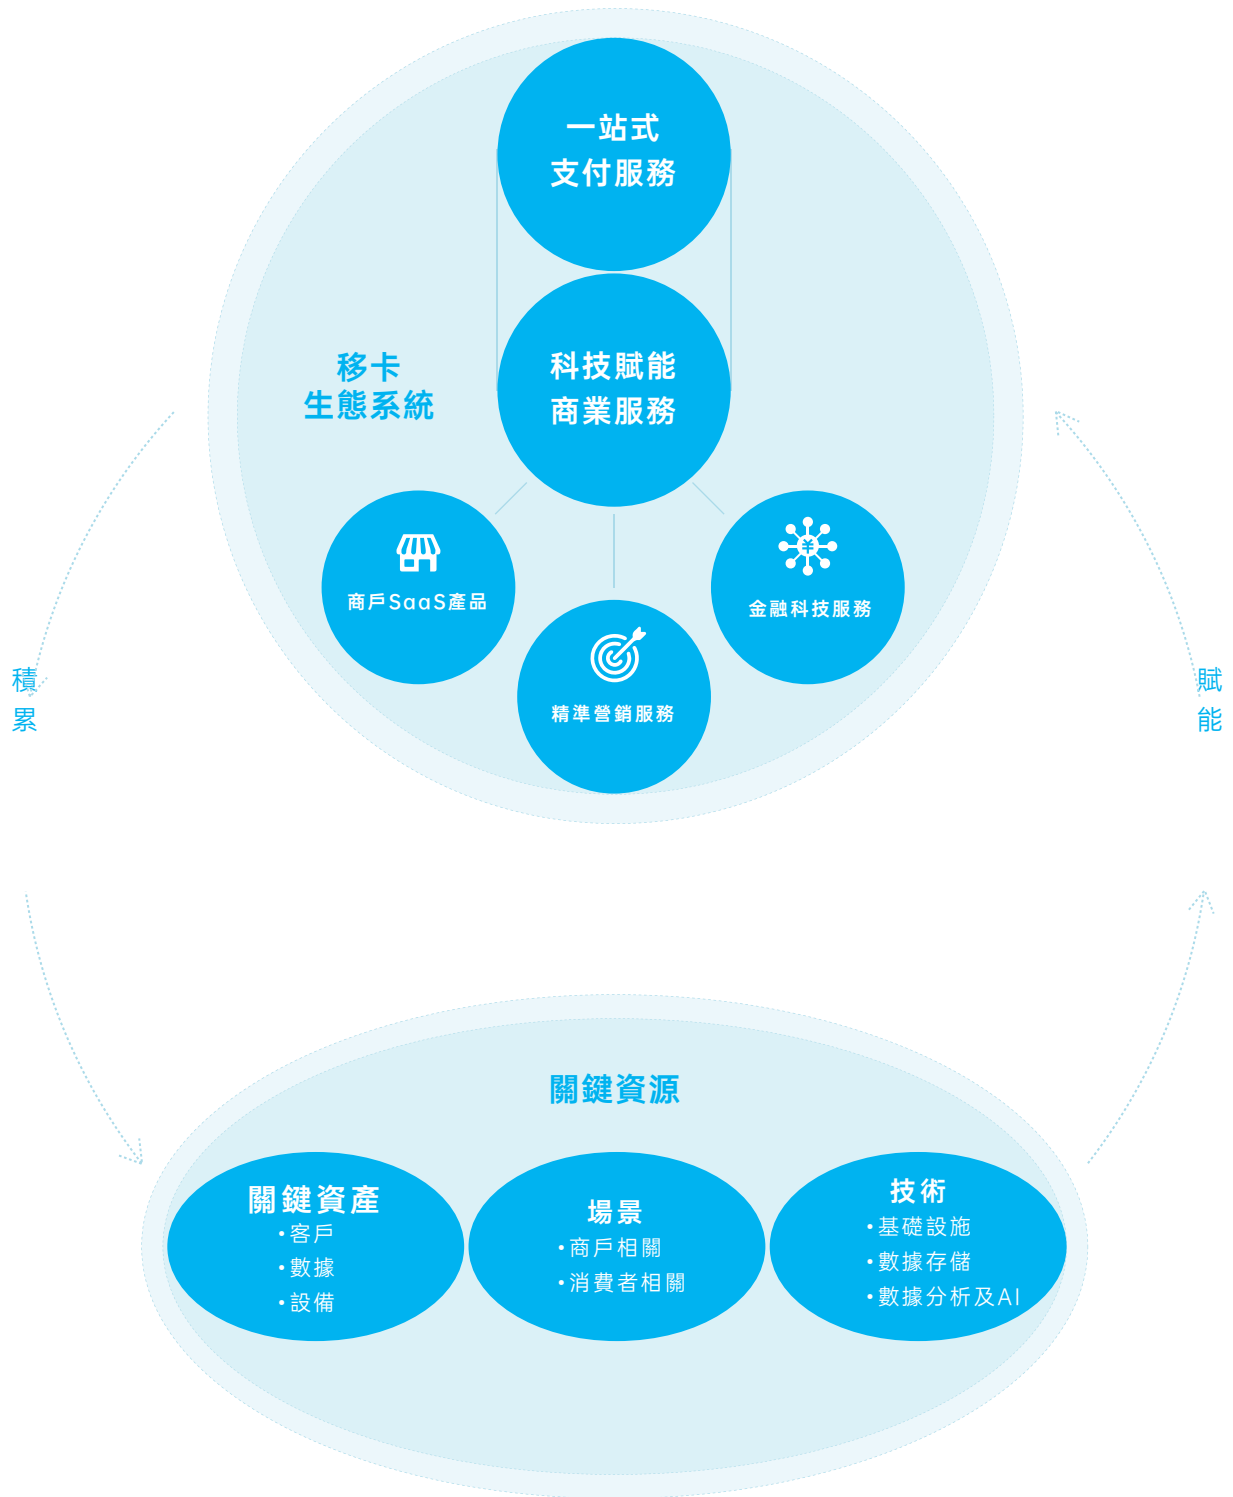 一站式
支付服務
科技賦能
商業服務
移卡
生態系統
商戶SaaS產品
精準營銷服務
金融科技服務
積
累
賦
能
關鍵資源
關鍵資產
•客戶
•數據
•設備
場景
•商戶相關
•消費者相關
技術
•基礎設施
•數據存儲
•數據分析及AI